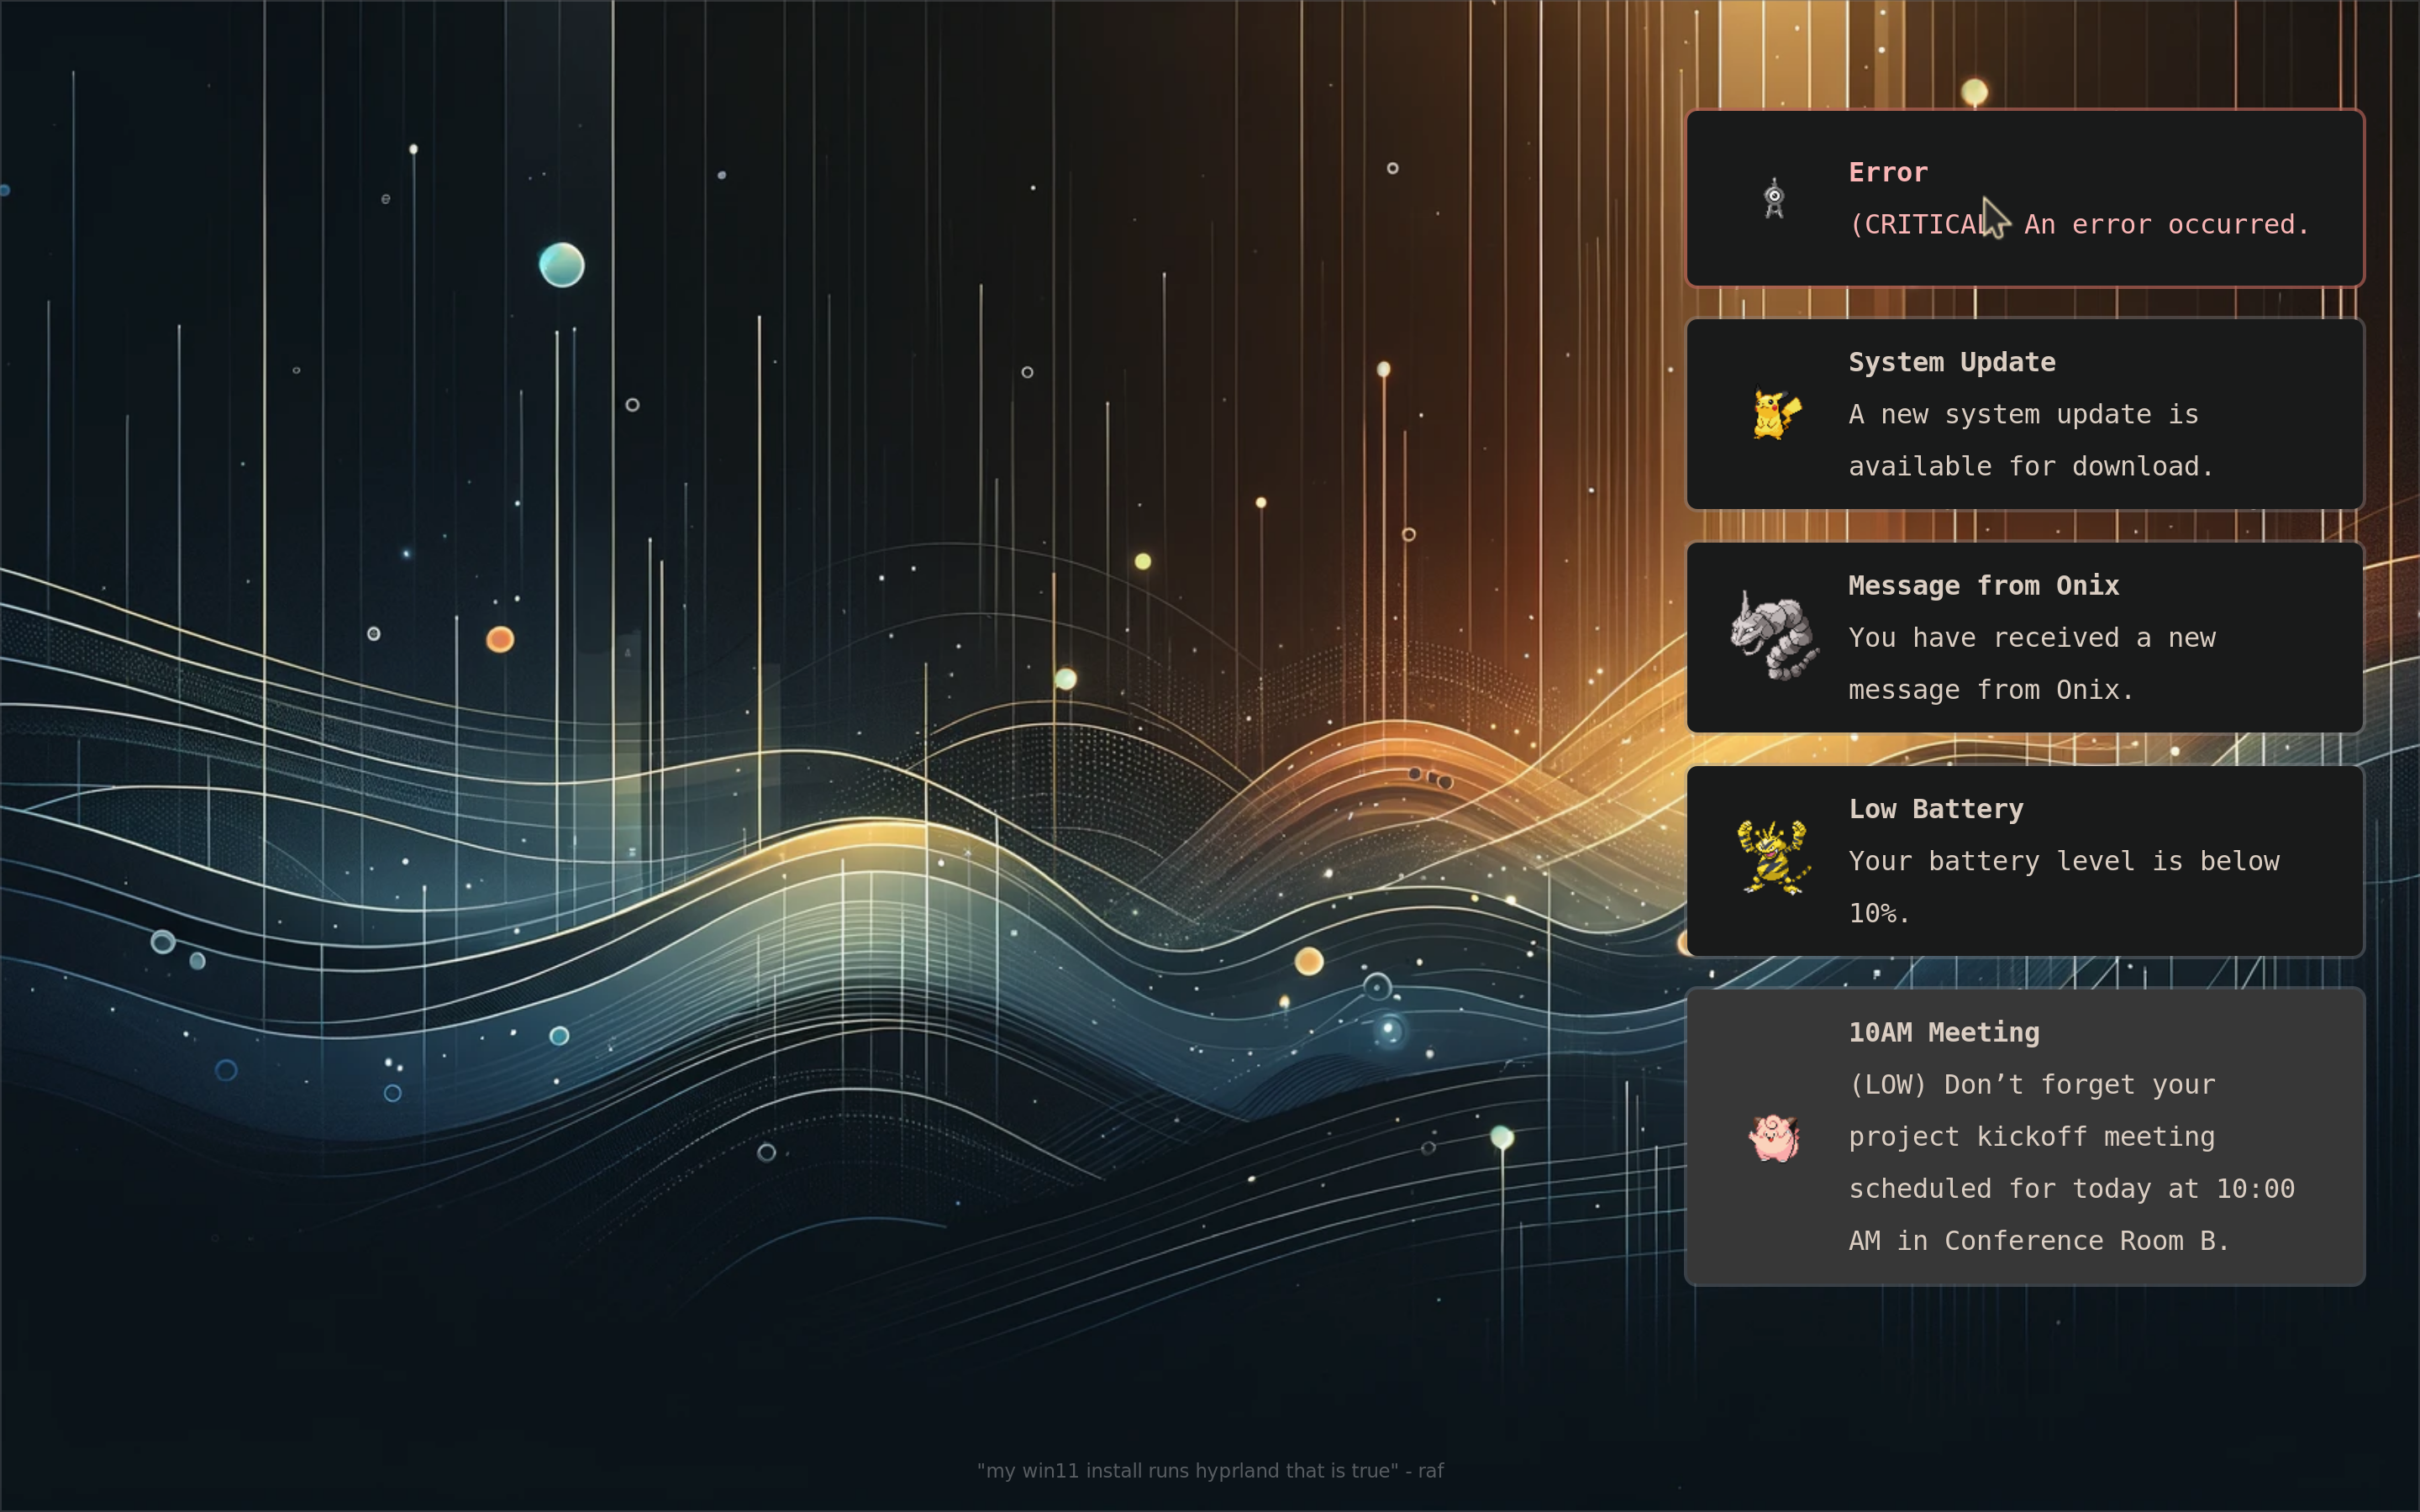 Error
(CRITICAL) An error occurred.
System Update
A new system update is
available for download.
Message from Onix
You have received a new
message from Onix.
Low Battery
Your battery level is below
10%.
10AM Meeting
(LOW) Don’t forget your
project kickoff meeting
scheduled for today at 10:00
AM in Conference Room B.
"my win11 install runs hyprland that is true" - raf